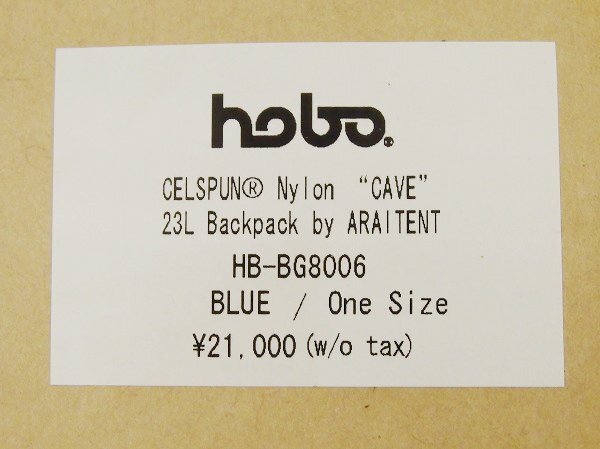 hobo®
CELSPUN® Nylon “CAVE”
23L Backpack by ARAITENT
HB-BG8006
BLUE / One Size
¥21,000(w/o tax)